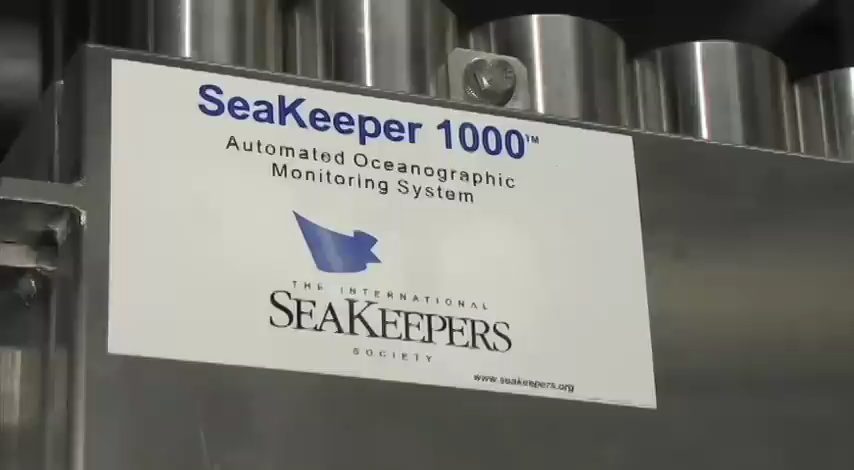 SeaKeeper 1000™
Automated Oceanographic
Monitoring System
THE INTERNATIONAL
SEAKEEPERS
SOCIETY
www.seakeepers.org